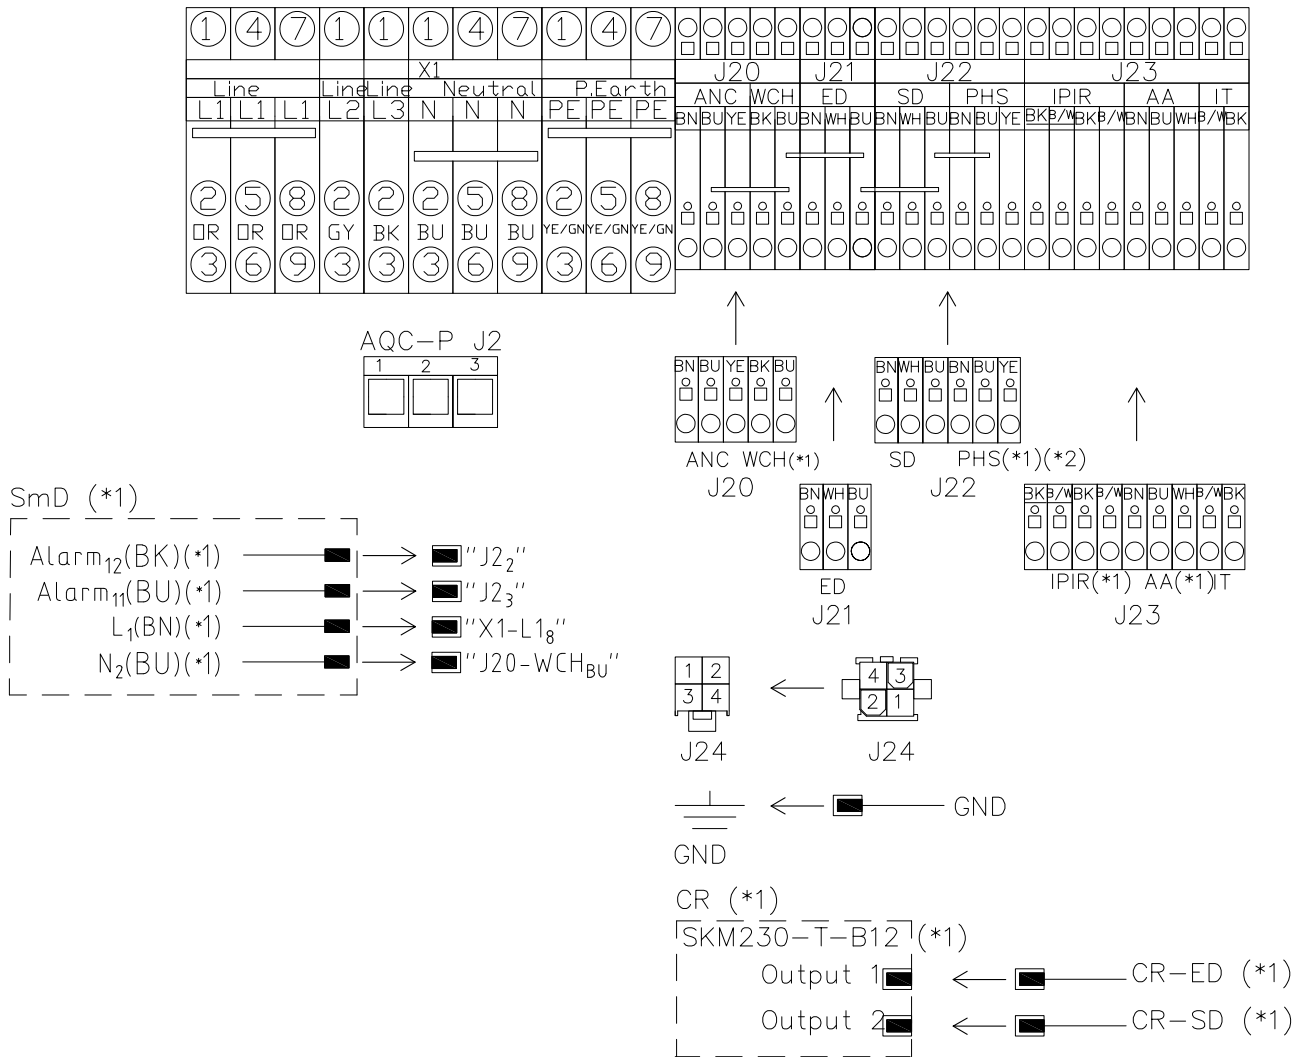 1 4 7 1 1 1 4 7 1 4 7
X1 J20 J21 J22 J23
Line Line Line Neutral P.Earth ANC WCH ED SD PHS IPIR AA IT
L1 L1 L1 L2 L3 N N N PE PE PE BN BU YE BK BU BN WH BU BN WH BU BN BU YE BK B/W BK B/W BN BU WH B/W BK
2 5 8 2 2 2 5 8 2 5 8
OR OR OR GY BK BU BU BU YE/GN YE/GN YE/GN
3 6 9 3 3 3 6 9 3 6 9
AQC-P J2
1 2 3
BN BU YE BK BU
ANC WCH(*1)
J20
BN WH BU BN BU YE
SD PHS(*1)(*2)
J22
BN WH BU
ED
J21
BK B/W BK B/W BN BU WH B/W BK
IPIR(*1) AA(*1) IT
J23
SmD (*1)
Alarm12(BK)(*1) "J2₂"
Alarm11(BU)(*1) "J2₃"
L₁(BN)(*1) "X1-L1₈"
N₂(BU)(*1) "J20-WCHBU"
1 2
3 4
J24
4 3
2 1
J24
GND
GND
CR (*1)
SKM230-T-B12 (*1)
Output 1 CR-ED (*1)
Output 2 CR-SD (*1)